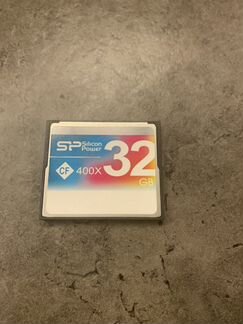 SP Silicon
Power
32
CF 400X
GB